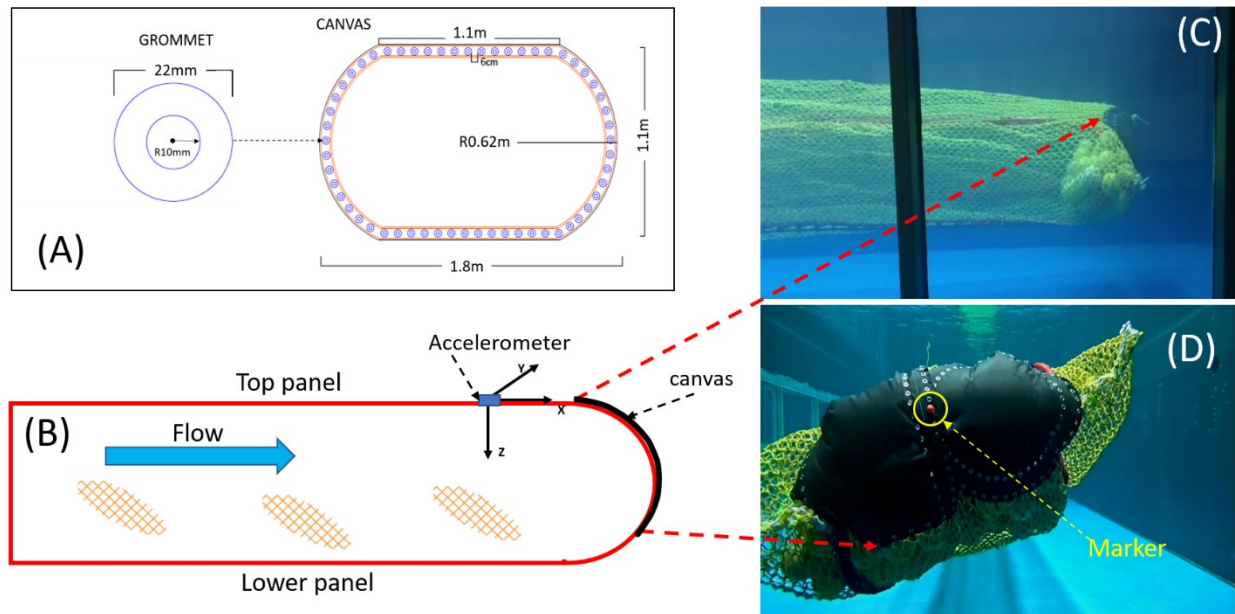 CANVAS
GROMMET
1.1m
22mm
6cm
R10mm
R0.62m
1.1m
(A)
1.8m
(C)
Accelerometer
Top panel
Y
X
canvas
(B)
Flow
Z
Lower panel
(D)
Marker